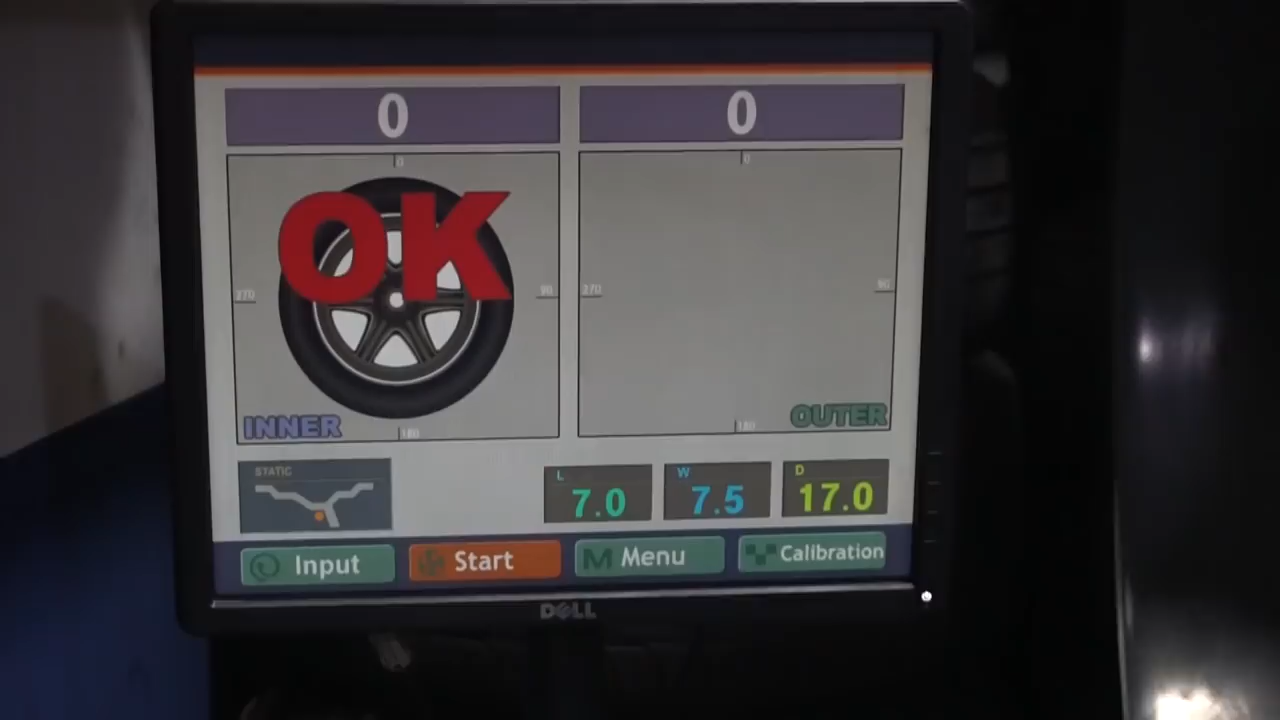 0
0
0
0
OK
270
90
270
90
INNER
180
180
OUTER
STATIC
L
7.0
W
7.5
D
17.0
Input
Start
M Menu
Calibration
DELL